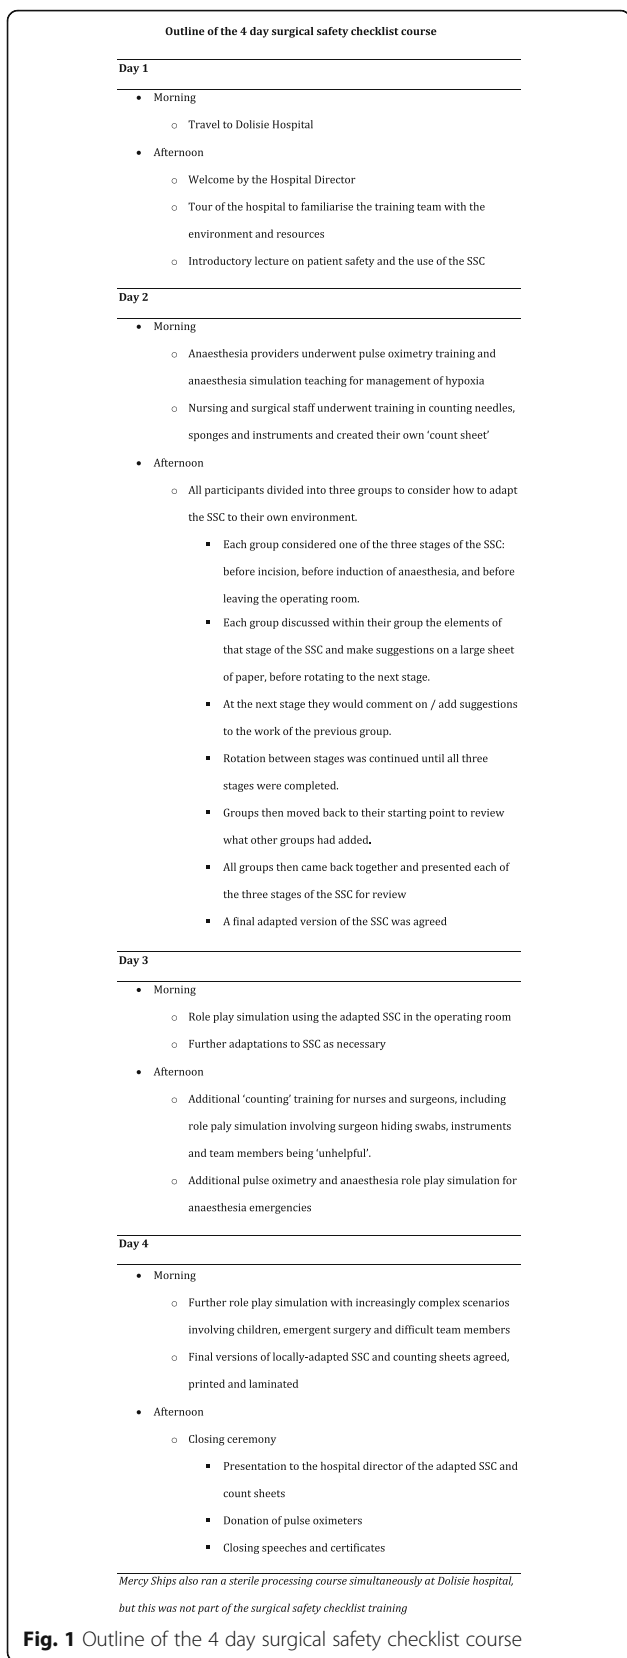 Outline of the 4 day surgical safety checklist course
Day 1
• Morning
○ Travel to Dolisie Hospital
• Afternoon
○ Welcome by the Hospital Director
○ Tour of the hospital to familiarise the training team with the
environment and resources
○ Introductory lecture on patient safety and the use of the SSC
Day 2
• Morning
○ Anaesthesia providers underwent pulse oximetry training and
anaesthesia simulation teaching for management of hypoxia
○ Nursing and surgical staff underwent training in counting needles,
sponges and instruments and created their own ‘count sheet’
• Afternoon
○ All participants divided into three groups to consider how to adapt
the SSC to their own environment.
▪ Each group considered one of the three stages of the SSC:
before incision, before induction of anaesthesia, and before
leaving the operating room.
▪ Each group discussed within their group the elements of
that stage of the SSC and make suggestions on a large sheet
of paper, before rotating to the next stage.
▪ At the next stage they would comment on / add suggestions
to the work of the previous group.
▪ Rotation between stages was continued until all three
stages were completed.
▪ Groups then moved back to their starting point to review
what other groups had added.
▪ All groups then came back together and presented each of
the three stages of the SSC for review
▪ A final adapted version of the SSC was agreed
Day 3
• Morning
○ Role play simulation using the adapted SSC in the operating room
○ Further adaptations to SSC as necessary
• Afternoon
○ Additional ‘counting’ training for nurses and surgeons, including
role paly simulation involving surgeon hiding swabs, instruments
and team members being ‘unhelpful’.
○ Additional pulse oximetry and anaesthesia role play simulation for
anaesthesia emergencies
Day 4
• Morning
○ Further role play simulation with increasingly complex scenarios
involving children, emergent surgery and difficult team members
○ Final versions of locally-adapted SSC and counting sheets agreed,
printed and laminated
• Afternoon
○ Closing ceremony
▪ Presentation to the hospital director of the adapted SSC and
count sheets
▪ Donation of pulse oximeters
▪ Closing speeches and certificates
Mercy Ships also ran a sterile processing course simultaneously at Dolisie hospital,
but this was not part of the surgical safety checklist training
Fig. 1 Outline of the 4 day surgical safety checklist course